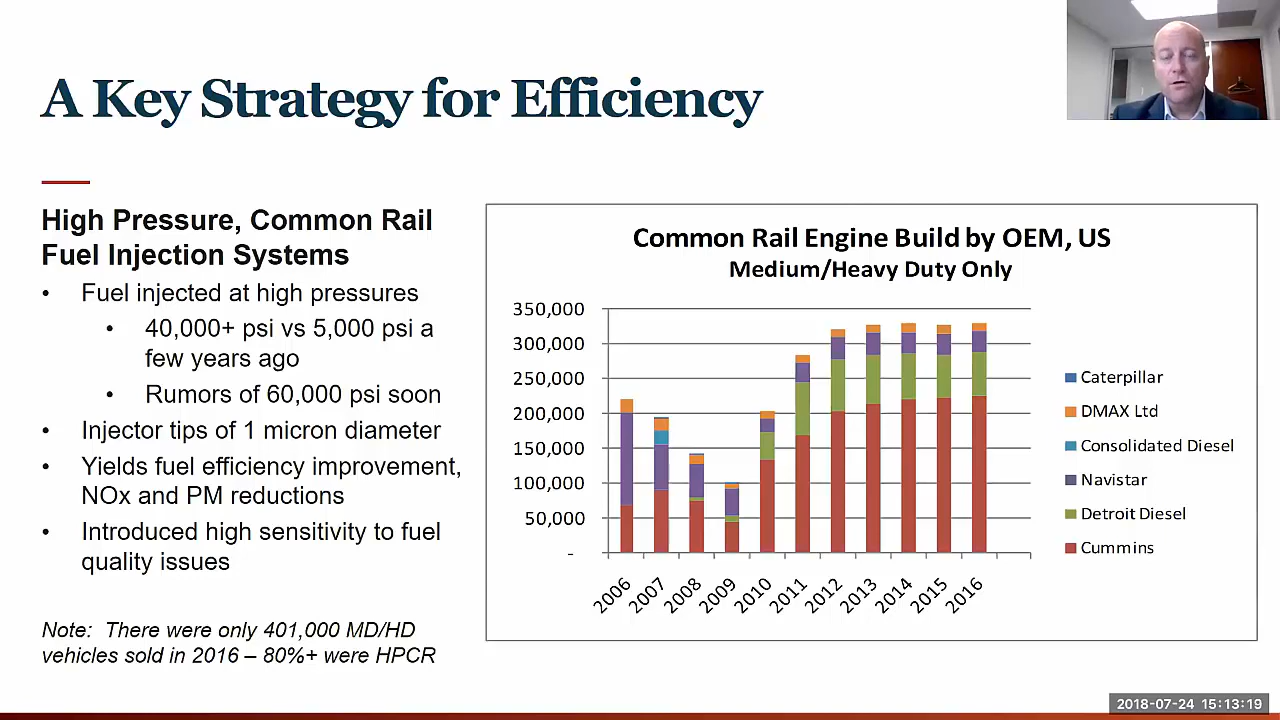 A Key Strategy for Efficiency
High Pressure, Common Rail
Fuel Injection Systems
• Fuel injected at high pressures
• 40,000+ psi vs 5,000 psi a
few years ago
• Rumors of 60,000 psi soon
• Injector tips of 1 micron diameter
• Yields fuel efficiency improvement,
NOx and PM reductions
• Introduced high sensitivity to fuel
quality issues
Note: There were only 401,000 MD/HD
vehicles sold in 2016 – 80%+ were HPCR
Common Rail Engine Build by OEM, US
Medium/Heavy Duty Only
350,000
300,000
250,000
200,000
150,000
100,000
50,000
-
2006 2007 2008 2009 2010 2011 2012 2013 2014 2015 2016
Caterpillar
DMAX Ltd
Consolidated Diesel
Navistar
Detroit Diesel
Cummins
2018-07-24 15:13:19